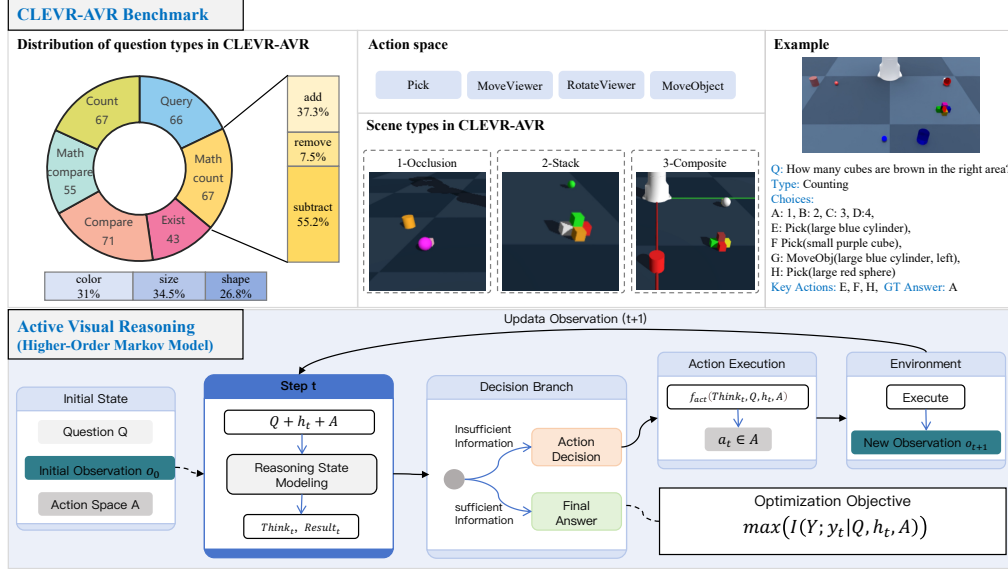 CLEVR-AVR Benchmark
Distribution of question types in CLEVR-AVR
Count
67
Query
66
Math
compare
55
Math
count
67
Compare
71
Exist
43
add
37.3%
remove
7.5%
subtract
55.2%
color
31%
size
34.5%
shape
26.8%
Action space
Pick
MoveViewer
RotateViewer
MoveObject
Scene types in CLEVR-AVR
1-Occlusion
2-Stack
3-Composite
Example
Q: How many cubes are brown in the right area?
Type: Counting
Choices:
A: 1, B: 2, C: 3, D:4,
E: Pick(large blue cylinder),
F Pick(small purple cube),
G: MoveObj(large blue cylinder, left),
H: Pick(large red sphere)
Key Actions: E, F, H, GT Answer: A
Active Visual Reasoning
(Higher-Order Markov Model)
Updata Observation (t+1)
Initial State
Question Q
Initial Observation o₀
Action Space A
Step t
Q + hₜ + A
Reasoning State
Modeling
Thinkₜ, Resultₜ
Decision Branch
Insufficient
Information
Action
Decision
sufficient
Information
Final
Answer
Action Execution
f_act(Thinkₜ, Q, hₜ, A)
aₜ ∈ A
Environment
Execute
New Observation oₜ₊₁
Optimization Objective
max(I(Y; yₜ|Q, hₜ, A))